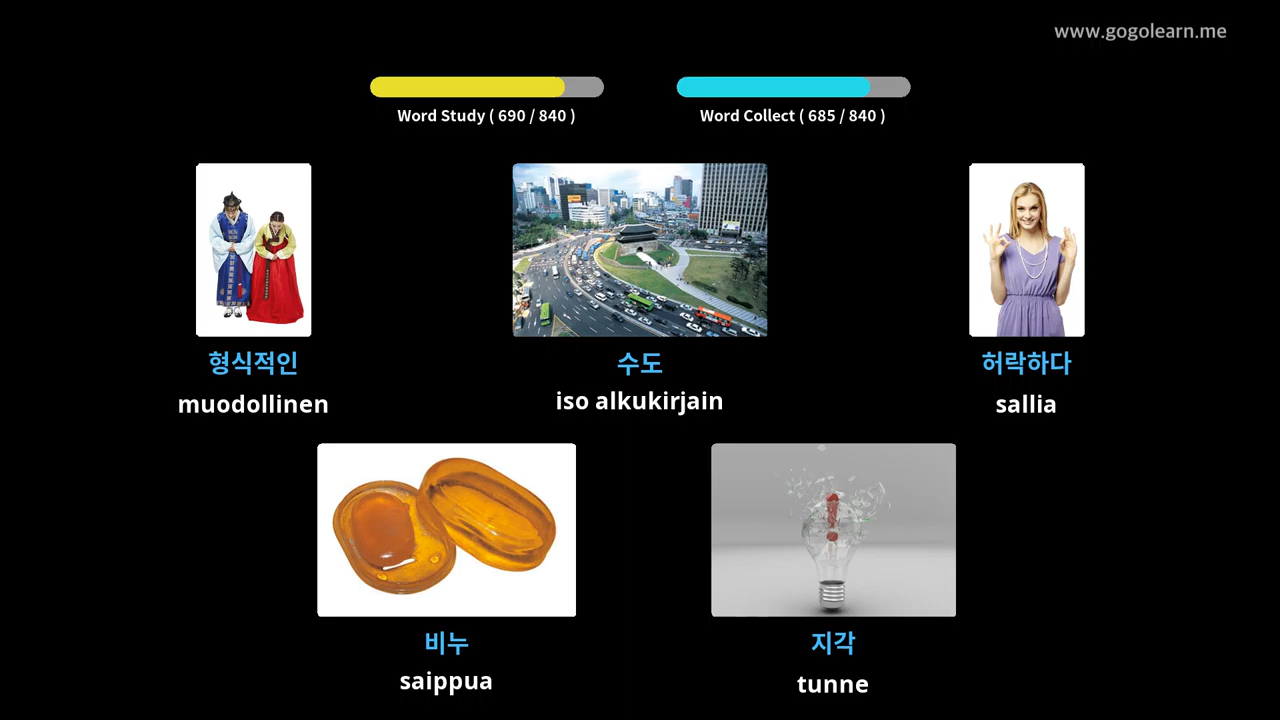 www.gogolearn.me
Word Study ( 690 / 840 )
Word Collect ( 685 / 840 )
형식적인
muodollinen
수도
iso alkukirjain
허락하다
sallia
비누
saippua
지각
tunne